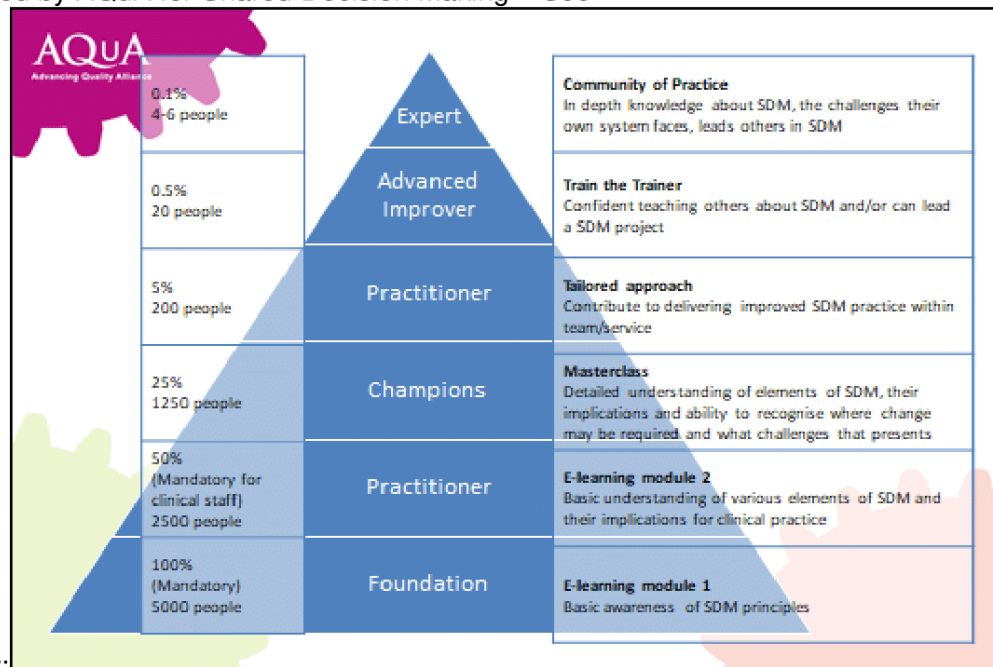 AQuA
Advancing Quality Alliance
0.1%
4-6 people
Expert
Community of Practice
In depth knowledge about SDM, the challenges their
own system faces, leads others in SDM
0.5%
20 people
Advanced
Improver
Train the Trainer
Confident teaching others about SDM and/or can lead
a SDM project
5%
200 people
Practitioner
Tailored approach
Contribute to delivering improved SDM practice within
team/service
25%
1250 people
Champions
Masterclass
Detailed understanding of elements of SDM, their
implications and ability to recognise where change
may be required and what challenges that presents
50%
(Mandatory for
clinical staff)
2500 people
Practitioner
E-learning module 2
Basic understanding of various elements of SDM and
their implications for clinical practice
100%
(Mandatory)
5000 people
Foundation
E-learning module 1
Basic awareness of SDM principles